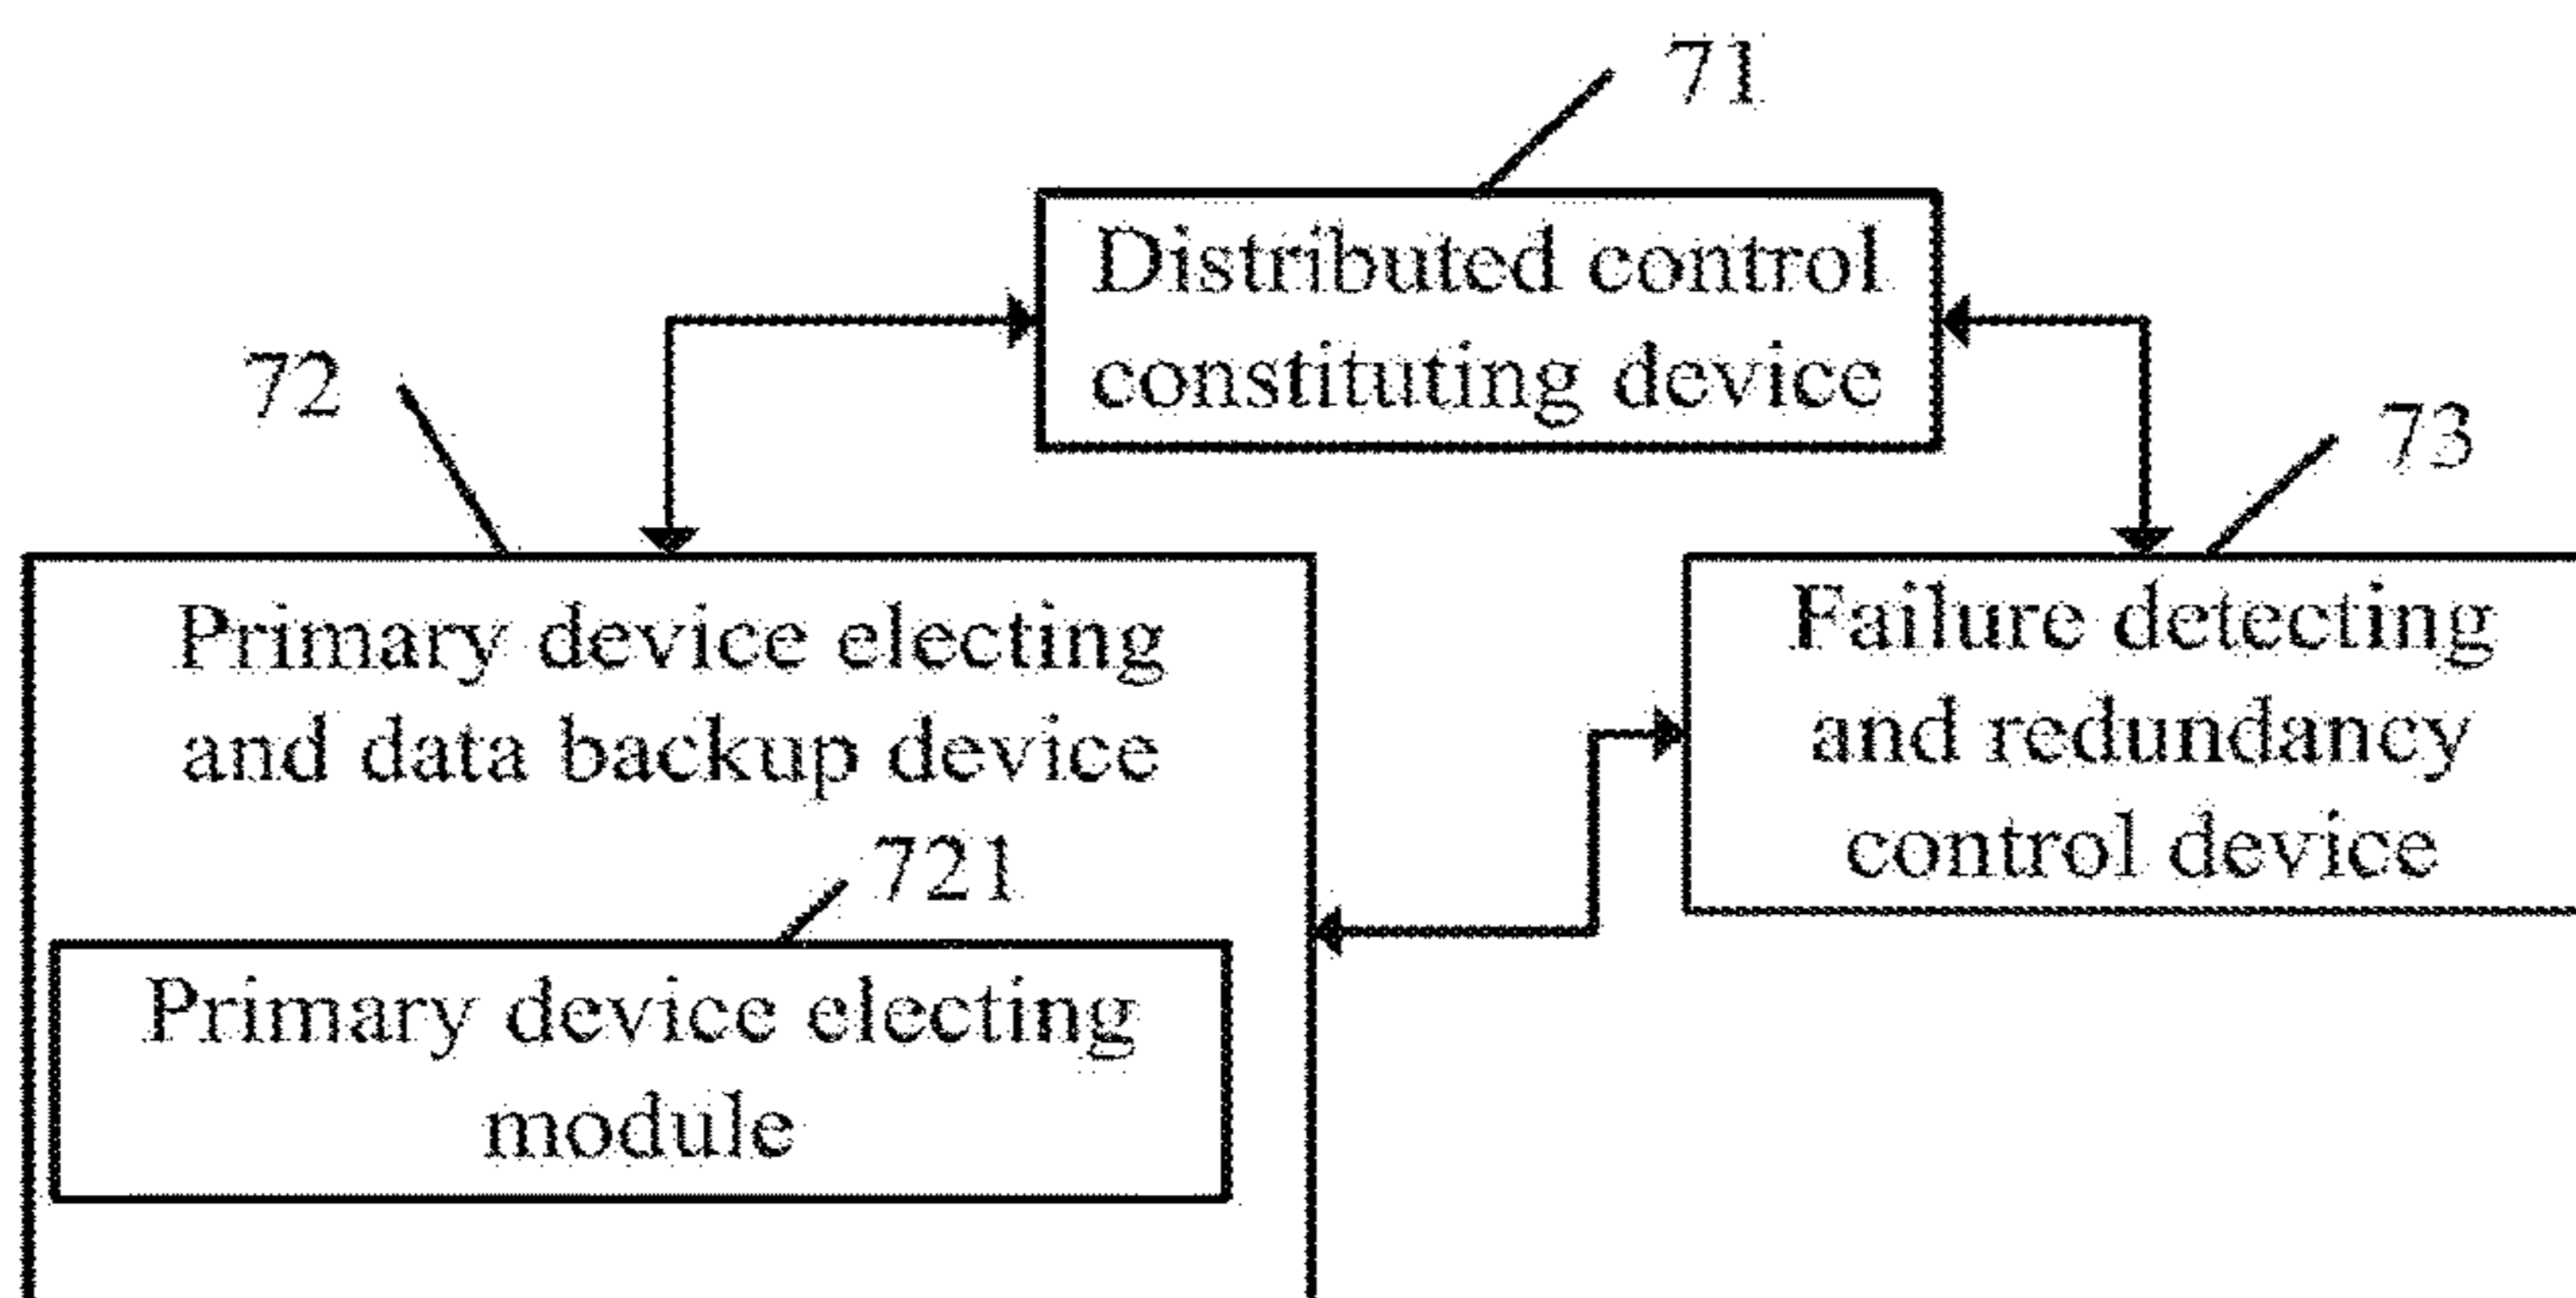 71
Distributed control
constituting device
72
73
Primary device electing
and data backup device
Failure detecting
and redundancy
control device
721
Primary device electing
module